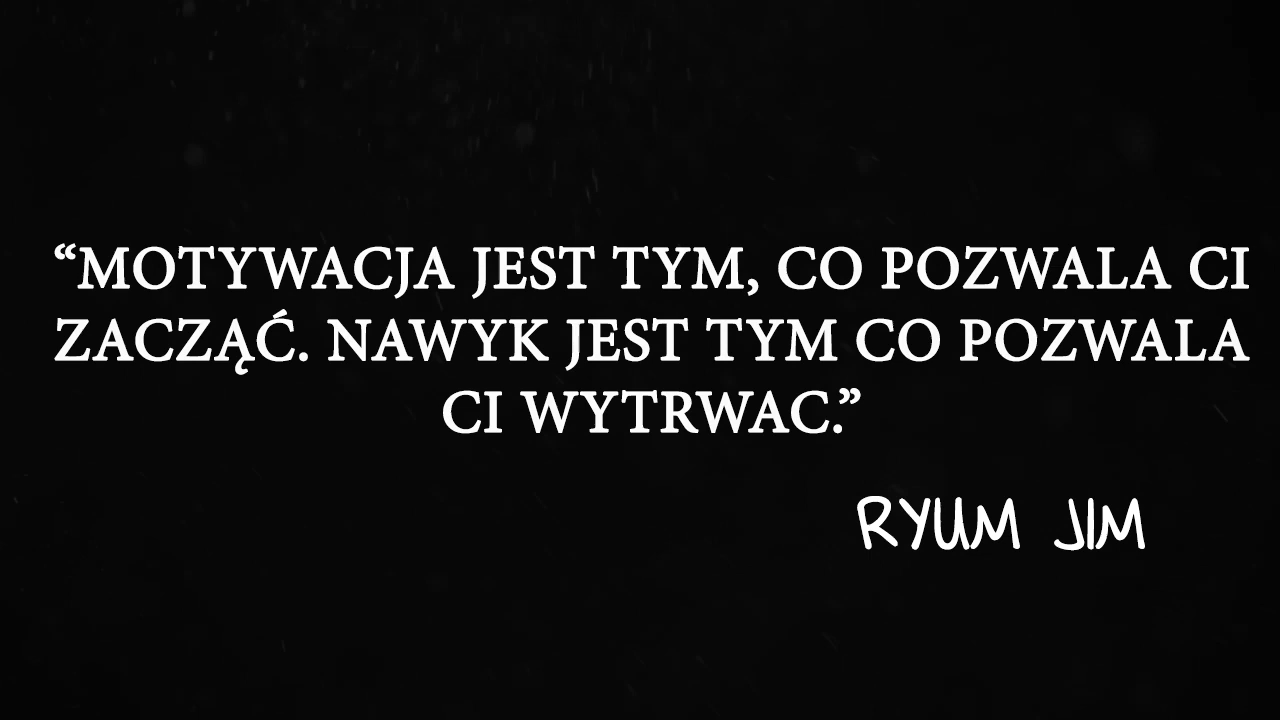 “MOTYWACJA JEST TYM, CO POZWALA CI
ZACZĄĆ. NAWYK JEST TYM CO POZWALA
CI WYTRWAC.”
RYUM JIM